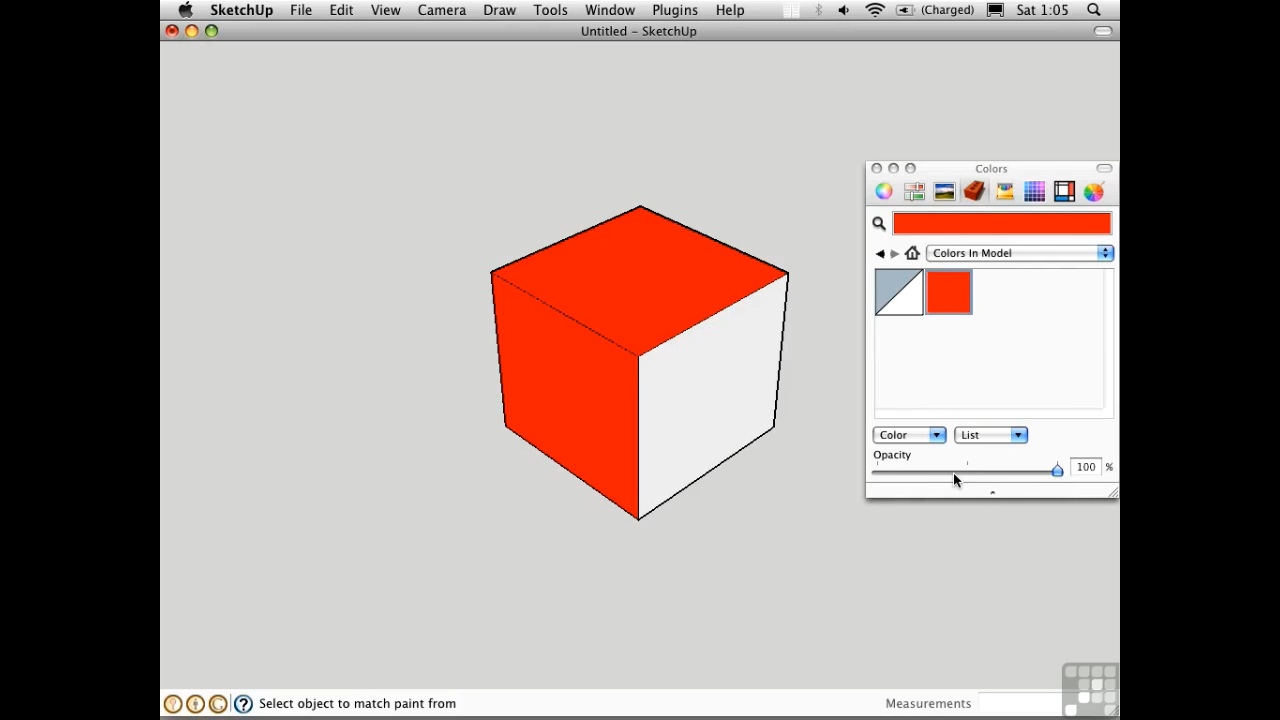 SketchUp File Edit View Camera Draw Tools Window Plugins Help (Charged) Sat 1:05
Untitled – SketchUp
Colors
Colors In Model
Color List
Opacity
100 %
? Select object to match paint from Measurements